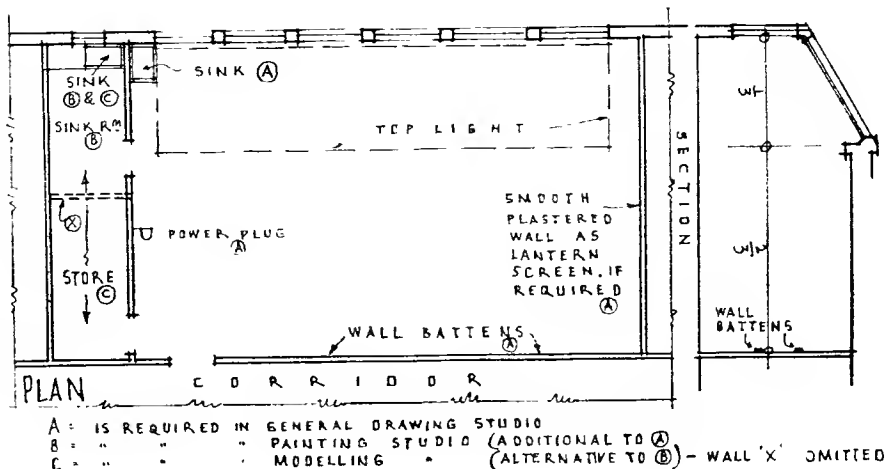 SINK
Ⓑ & Ⓒ
SINK Rᴹ
Ⓑ
SINK Ⓐ
TOP LIGHT
Ⓧ
POWER PLUG
Ⓐ
STORE
Ⓒ
SMOOTH
PLASTERED
WALL AS
LANTERN
SCREEN, IF
REQUIRED
Ⓐ
WALL BATTENS
Ⓐ
SECTION
WALL
BATTENS
PLAN
CORRIDOR
A = IS REQUIRED IN GENERAL DRAWING STUDIO
B = " " " PAINTING STUDIO (ADDITIONAL TO Ⓐ
C = " " " MODELLING " (ALTERNATIVE TO Ⓑ) - WALL 'X' OMITTED